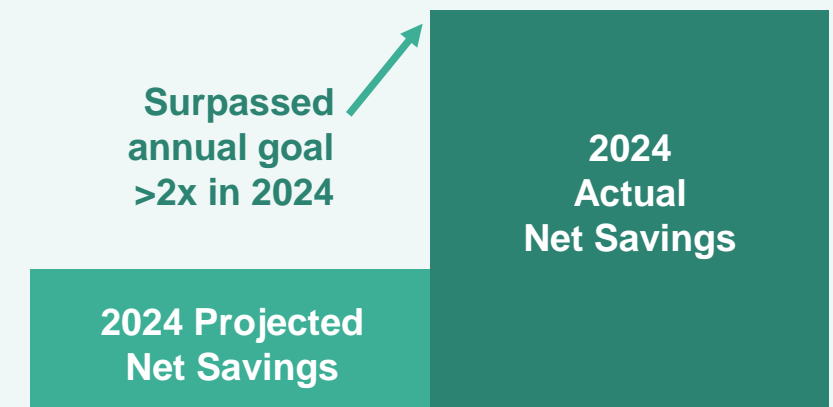 Surpassed
annual goal
>2x in 2024
2024
Actual
Net Savings
2024 Projected
Net Savings